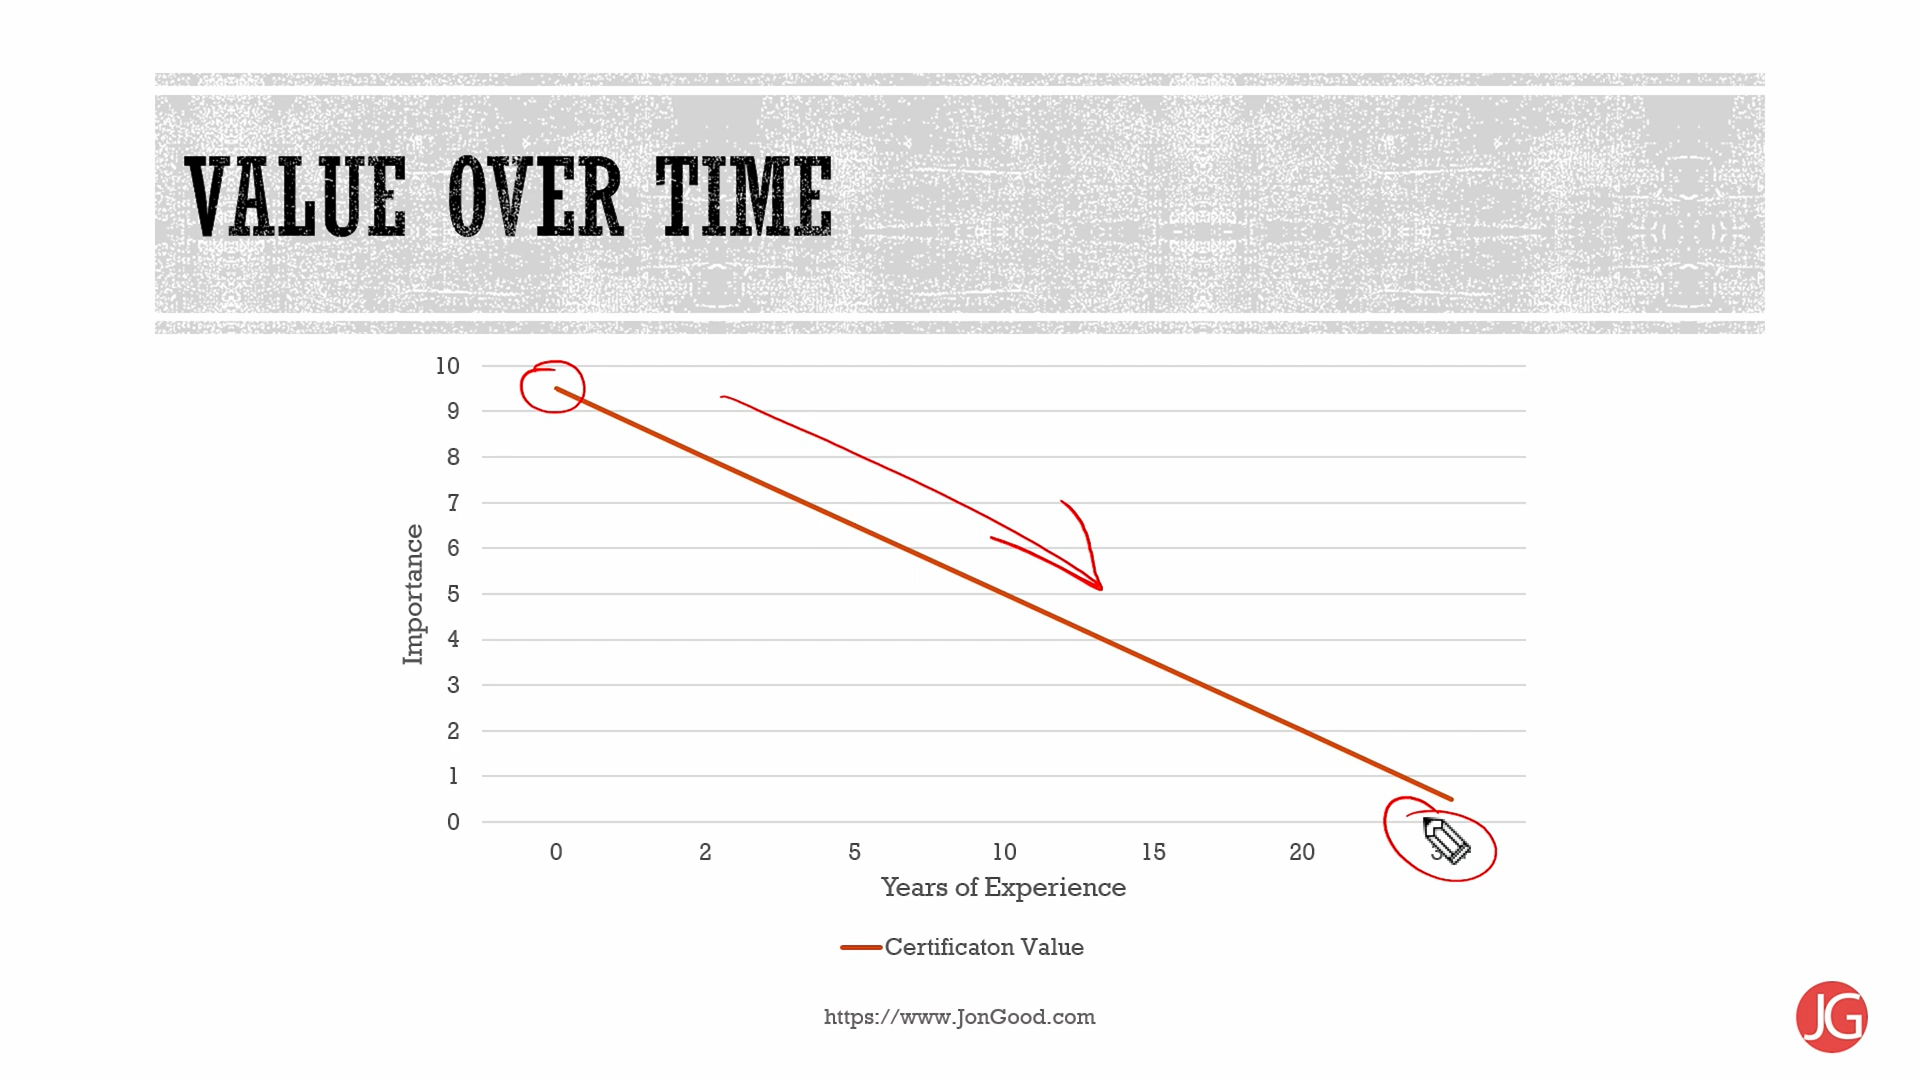 VALUE OVER TIME
10
9
8
7
6
5
4
3
2
1
0
Importance
0 2 5 10 15 20
Years of Experience
Certificaton Value
https://www.JonGood.com
JG